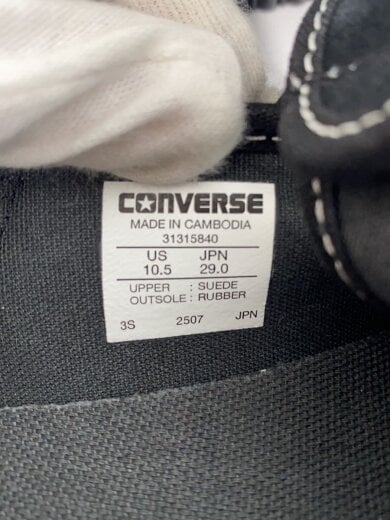 CONVERSE
MADE IN CAMBODIA
31315840
US JPN
10.5 29.0
UPPER : SUEDE
OUTSOLE : RUBBER
3S 2507 JPN